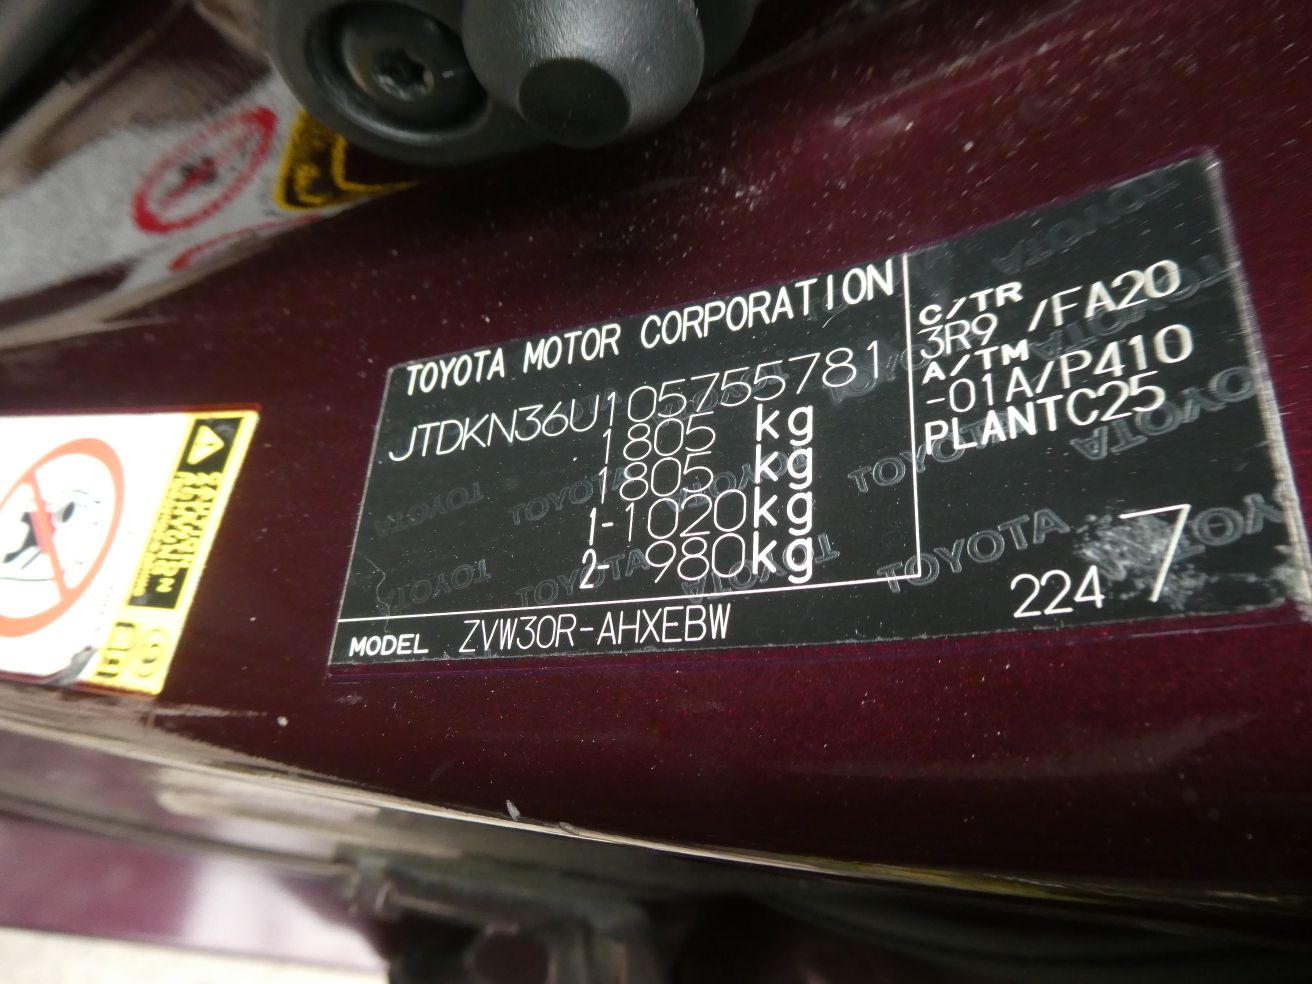 TOYOTA MOTOR CORPORATION
JTDKN36U105755781
1805 kg
1805 kg
1-1020kg
2- 980kg
C/TR
3R9 /FA20
A/TM
-01A/P410
PLANTC25
MODEL ZVW30R-AHXEBW
224 7